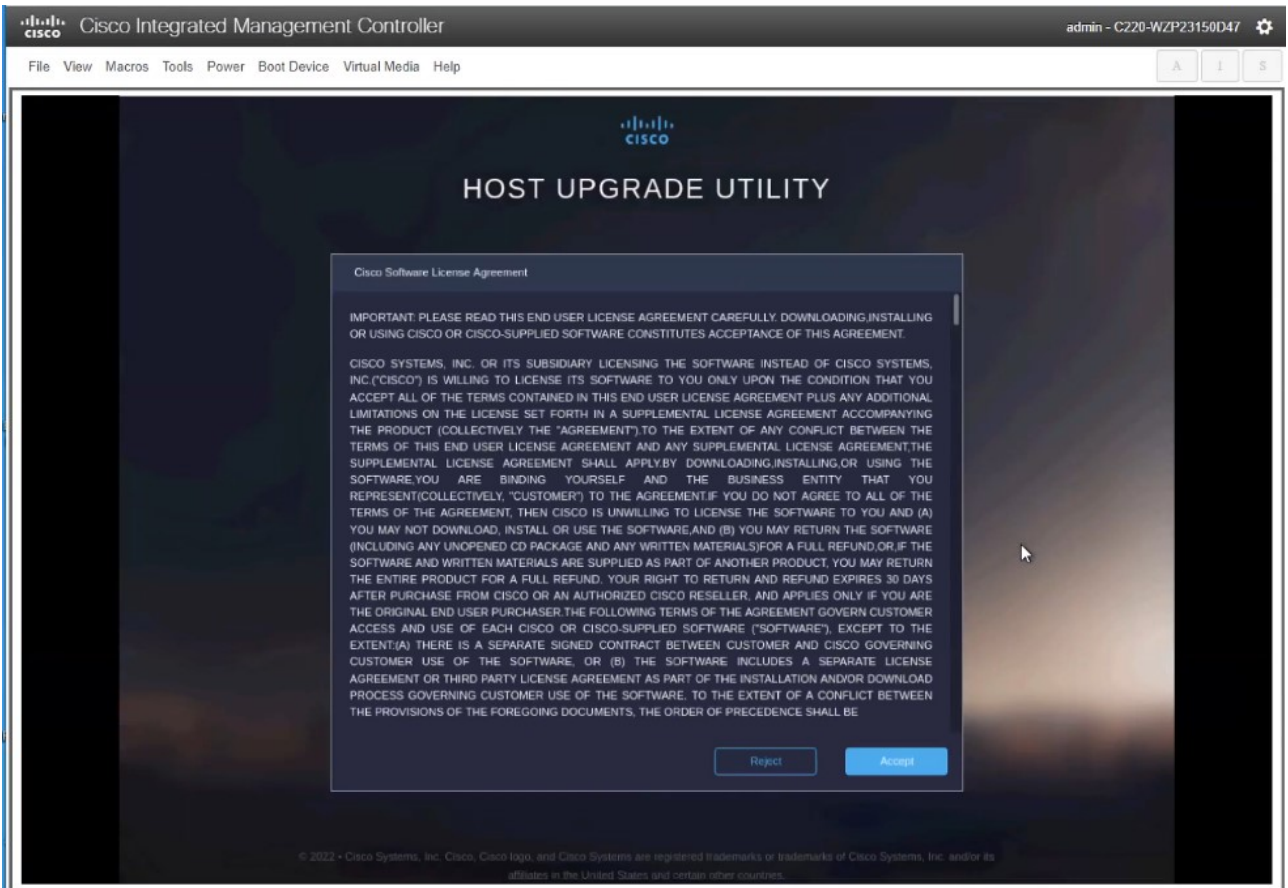 CISCO Cisco Integrated Management Controller admin - C220-WZP23150D47
File View Macros Tools Power Boot Device Virtual Media Help A I S
CISCO
HOST UPGRADE UTILITY
Cisco Software License Agreement
IMPORTANT: PLEASE READ THIS END USER LICENSE AGREEMENT CAREFULLY. DOWNLOADING,INSTALLING
OR USING CISCO OR CISCO-SUPPLIED SOFTWARE CONSTITUTES ACCEPTANCE OF THIS AGREEMENT.
CISCO SYSTEMS, INC. OR ITS SUBSIDIARY LICENSING THE SOFTWARE INSTEAD OF CISCO SYSTEMS,
INC.("CISCO") IS WILLING TO LICENSE ITS SOFTWARE TO YOU ONLY UPON THE CONDITION THAT YOU
ACCEPT ALL OF THE TERMS CONTAINED IN THIS END USER LICENSE AGREEMENT PLUS ANY ADDITIONAL
LIMITATIONS ON THE LICENSE SET FORTH IN A SUPPLEMENTAL LICENSE AGREEMENT ACCOMPANYING
THE PRODUCT (COLLECTIVELY THE "AGREEMENT").TO THE EXTENT OF ANY CONFLICT BETWEEN THE
TERMS OF THIS END USER LICENSE AGREEMENT AND ANY SUPPLEMENTAL LICENSE AGREEMENT,THE
SUPPLEMENTAL LICENSE AGREEMENT SHALL APPLY.BY DOWNLOADING,INSTALLING,OR USING THE
SOFTWARE,YOU ARE BINDING YOURSELF AND THE BUSINESS ENTITY THAT YOU
REPRESENT(COLLECTIVELY, "CUSTOMER") TO THE AGREEMENT.IF YOU DO NOT AGREE TO ALL OF THE
TERMS OF THE AGREEMENT, THEN CISCO IS UNWILLING TO LICENSE THE SOFTWARE TO YOU AND (A)
YOU MAY NOT DOWNLOAD, INSTALL OR USE THE SOFTWARE,AND (B) YOU MAY RETURN THE SOFTWARE
(INCLUDING ANY UNOPENED CD PACKAGE AND ANY WRITTEN MATERIALS)FOR A FULL REFUND,OR,IF THE
SOFTWARE AND WRITTEN MATERIALS ARE SUPPLIED AS PART OF ANOTHER PRODUCT, YOU MAY RETURN
THE ENTIRE PRODUCT FOR A FULL REFUND. YOUR RIGHT TO RETURN AND REFUND EXPIRES 30 DAYS
AFTER PURCHASE FROM CISCO OR AN AUTHORIZED CISCO RESELLER, AND APPLIES ONLY IF YOU ARE
THE ORIGINAL END USER PURCHASER.THE FOLLOWING TERMS OF THE AGREEMENT GOVERN CUSTOMER
ACCESS AND USE OF EACH CISCO OR CISCO-SUPPLIED SOFTWARE ("SOFTWARE"), EXCEPT TO THE
EXTENT:(A) THERE IS A SEPARATE SIGNED CONTRACT BETWEEN CUSTOMER AND CISCO GOVERNING
CUSTOMER USE OF THE SOFTWARE, OR (B) THE SOFTWARE INCLUDES A SEPARATE LICENSE
AGREEMENT OR THIRD PARTY LICENSE AGREEMENT AS PART OF THE INSTALLATION AND/OR DOWNLOAD
PROCESS GOVERNING CUSTOMER USE OF THE SOFTWARE. TO THE EXTENT OF A CONFLICT BETWEEN
THE PROVISIONS OF THE FOREGOING DOCUMENTS, THE ORDER OF PRECEDENCE SHALL BE
Reject Accept
© 2022 • Cisco Systems, Inc. Cisco, Cisco logo, and Cisco Systems are registered trademarks or trademarks of Cisco Systems, Inc. and/or its
affiliates in the United States and certain other countries.